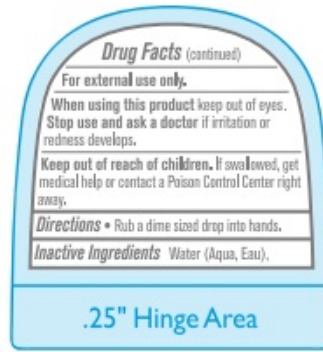 Drug Facts (continued)
For external use only.
When using this product keep out of eyes.
Stop use and ask a doctor if irritation or
redness develops.
Keep out of reach of children. If swallowed, get
medical help or contact a Poison Control Center right
away.
Directions • Rub a dime sized drop into hands.
Inactive Ingredients Water (Aqua, Eau),
.25" Hinge Area